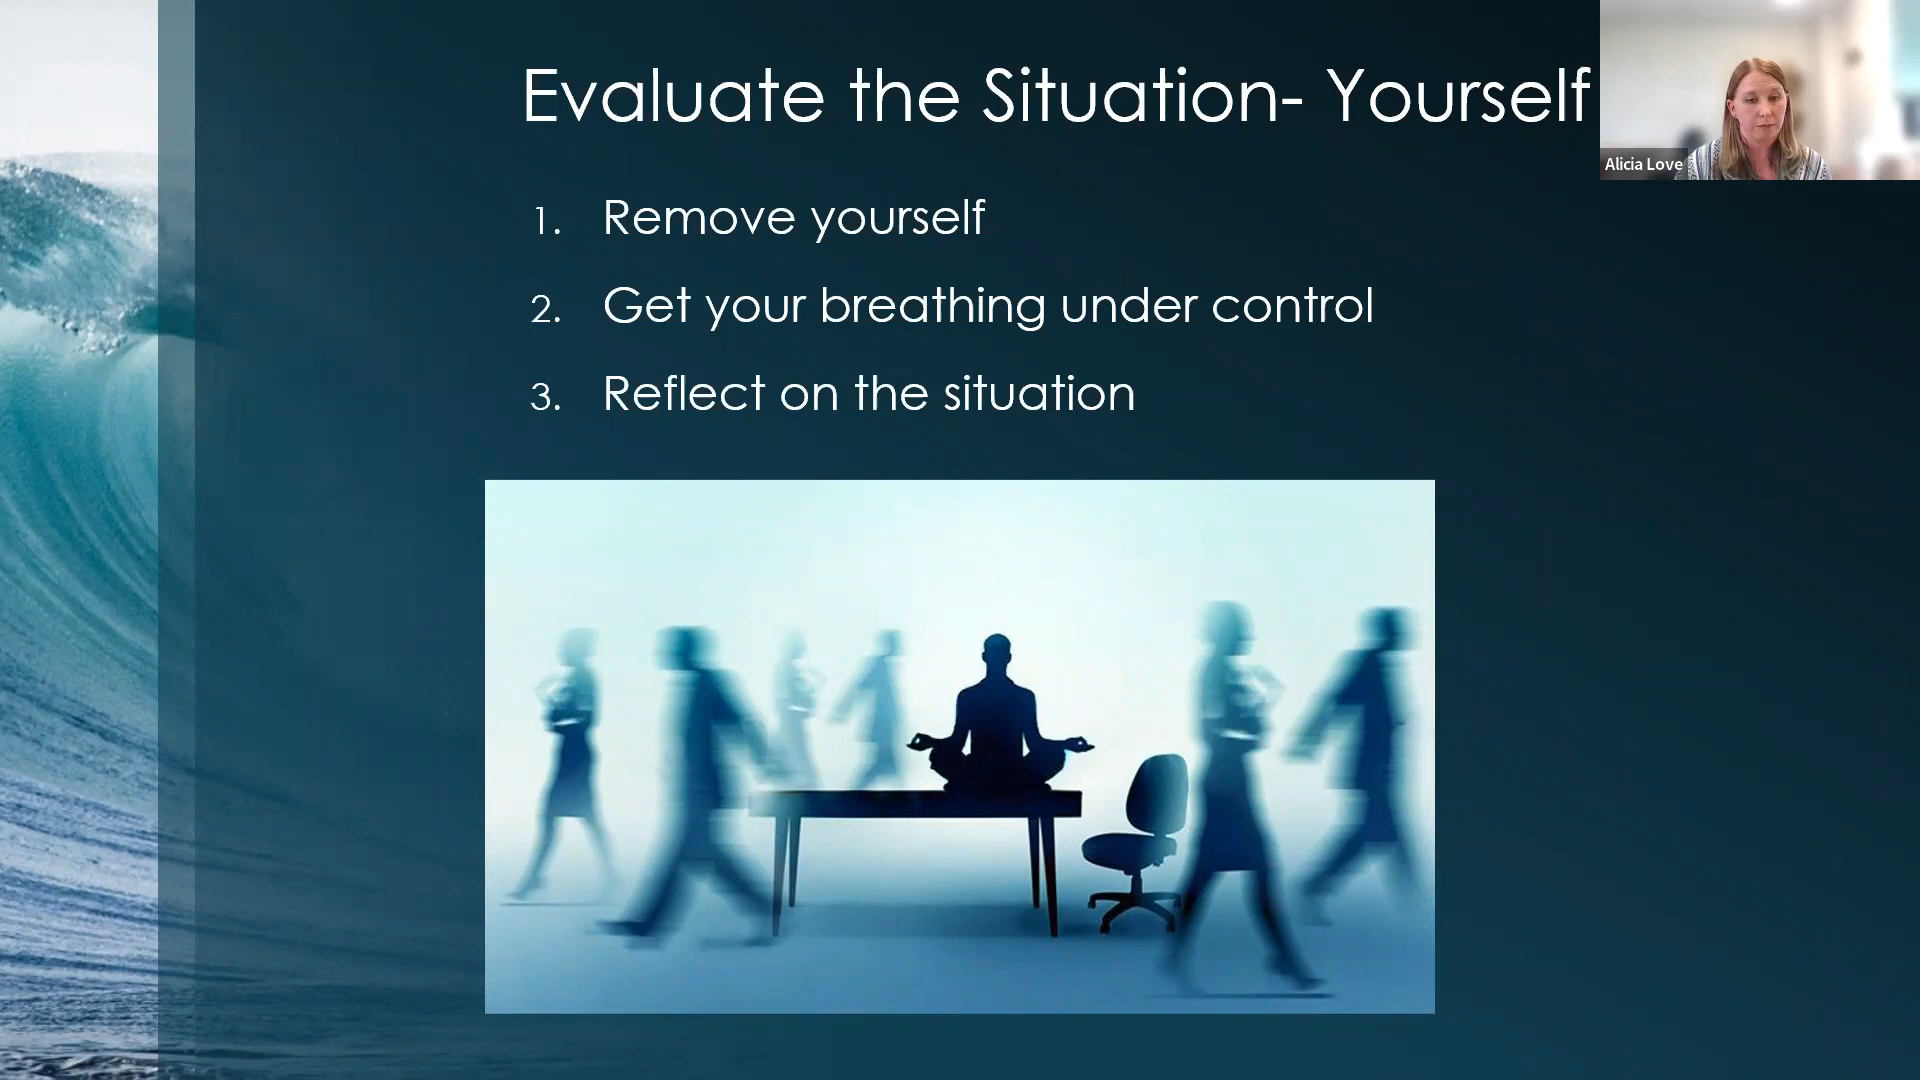 Evaluate the Situation- Yourself
1. Remove yourself
2. Get your breathing under control
3. Reflect on the situation
Alicia Love